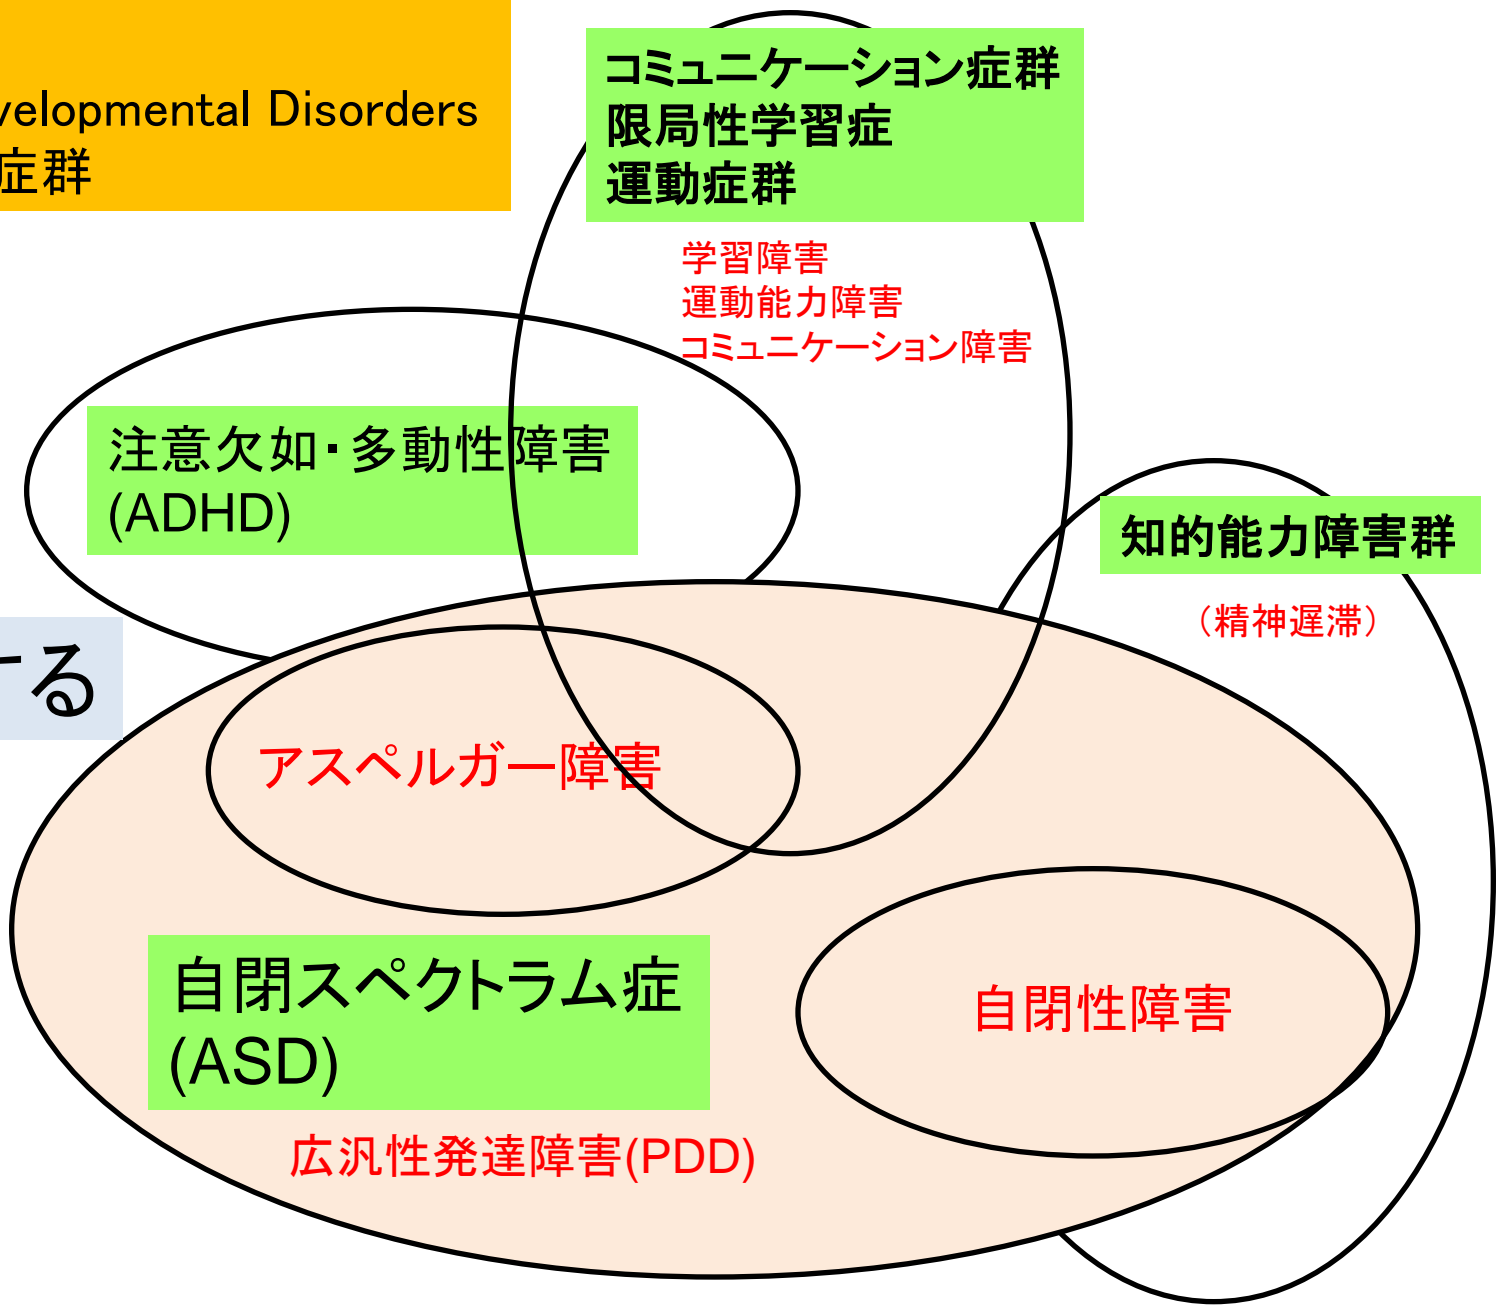 velopmental Disorders
症群
コミュニケーション症群
限局性学習症
運動症群
学習障害
運動能力障害
コミュニケーション障害
注意欠如・多動性障害
(ADHD)
知的能力障害群
（精神遅滞）
する
アスペルガー障害
自閉スペクトラム症
(ASD)
自閉性障害
広汎性発達障害(PDD)